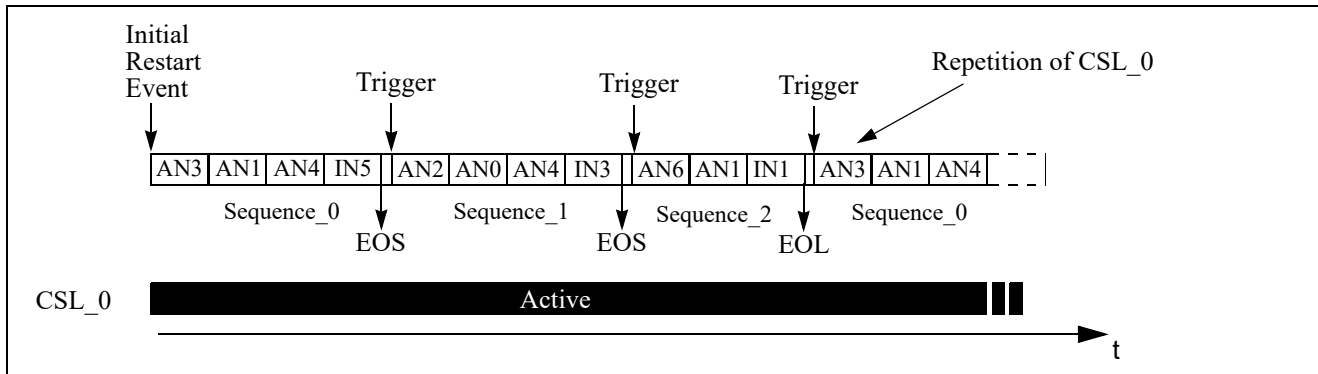 Initial
Restart
Event
Trigger
Trigger
Trigger
Repetition of CSL_0
AN3 AN1 AN4 IN5 AN2 AN0 AN4 IN3 AN6 AN1 IN1 AN3 AN1 AN4
Sequence_0 Sequence_1 Sequence_2 Sequence_0
EOS EOS EOL
CSL_0 Active
t